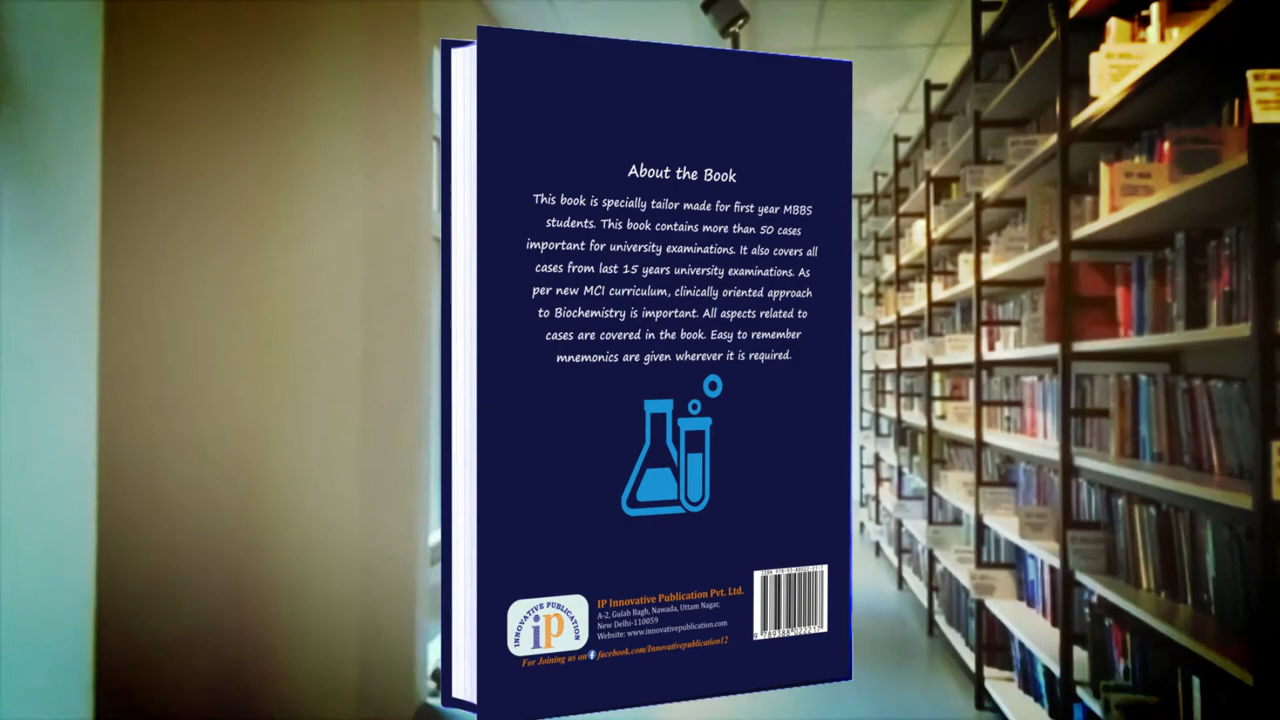 About the Book
This book is specially tailor made for first year MBBS
students. This book contains more than 50 cases
important for university examinations. It also covers all
cases from last 15 years university examinations. As
per new MCI curriculum, clinically oriented approach
to Biochemistry is important. All aspects related to
cases are covered in the book. Easy to remember
mnemonics are given wherever it is required.
INNOVATIVE PUBLICATION
ip
IP Innovative Publication Pvt. Ltd.
A-2, Gulab Bagh, Nawada, Uttam Nagar,
New Delhi-110059
Website: www.innovativepublication.com
For Joining us on facebook.com/Innovativepublication12
9 789388 022217